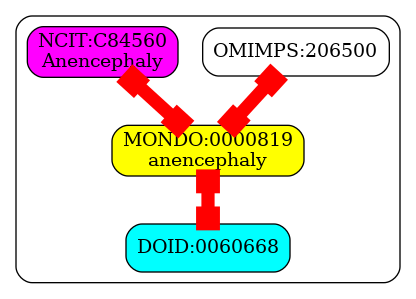 NCIT:C84560
Anencephaly
OMIMPS:206500
MONDO:0000819
anencephaly
DOID:0060668